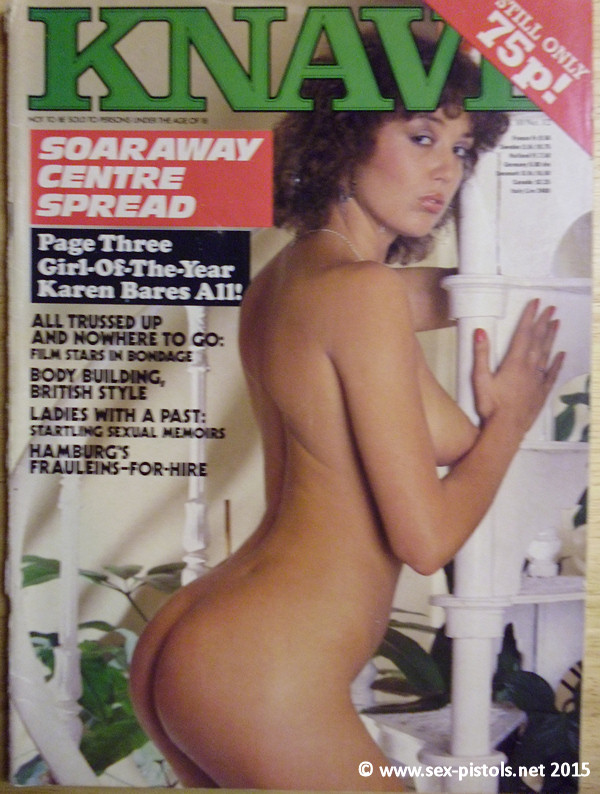 KNAVE
STILL ONLY
75p!
NOT TO BE SOLD TO PERSONS UNDER THE AGE OF 18
SOARAWAY
CENTRE
SPREAD
Page Three
Girl-Of-The-Year
Karen Bares All!
ALL TRUSSED UP
AND NOWHERE TO GO:
FILM STARS IN BONDAGE
BODY BUILDING,
BRITISH STYLE
LADIES WITH A PAST:
STARTLING SEXUAL MEMOIRS
HAMBURG'S
FRAULEINS-FOR-HIRE
© www.sex-pistols.net 2015